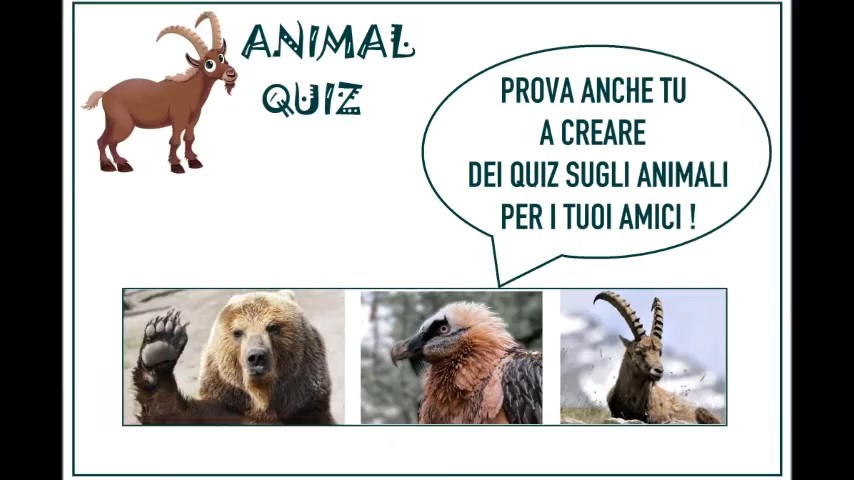 ANIMAL
QUIZ
PROVA ANCHE TU
A CREARE
DEI QUIZ SUGLI ANIMALI
PER I TUOI AMICI !